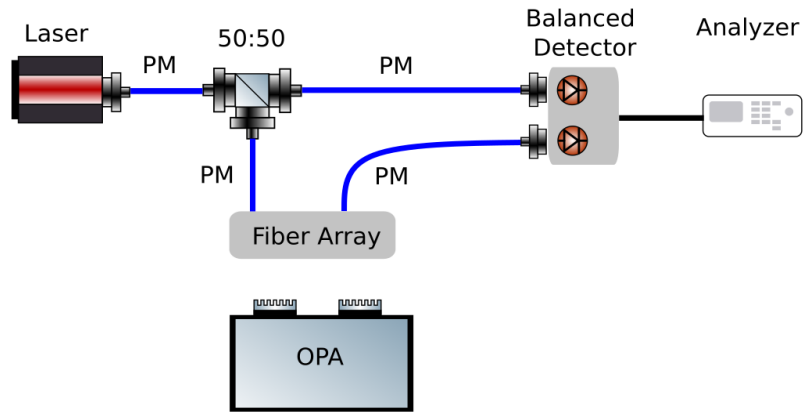 Laser
PM
50:50
PM
Balanced
Detector
Analyzer
PM
PM
Fiber Array
OPA